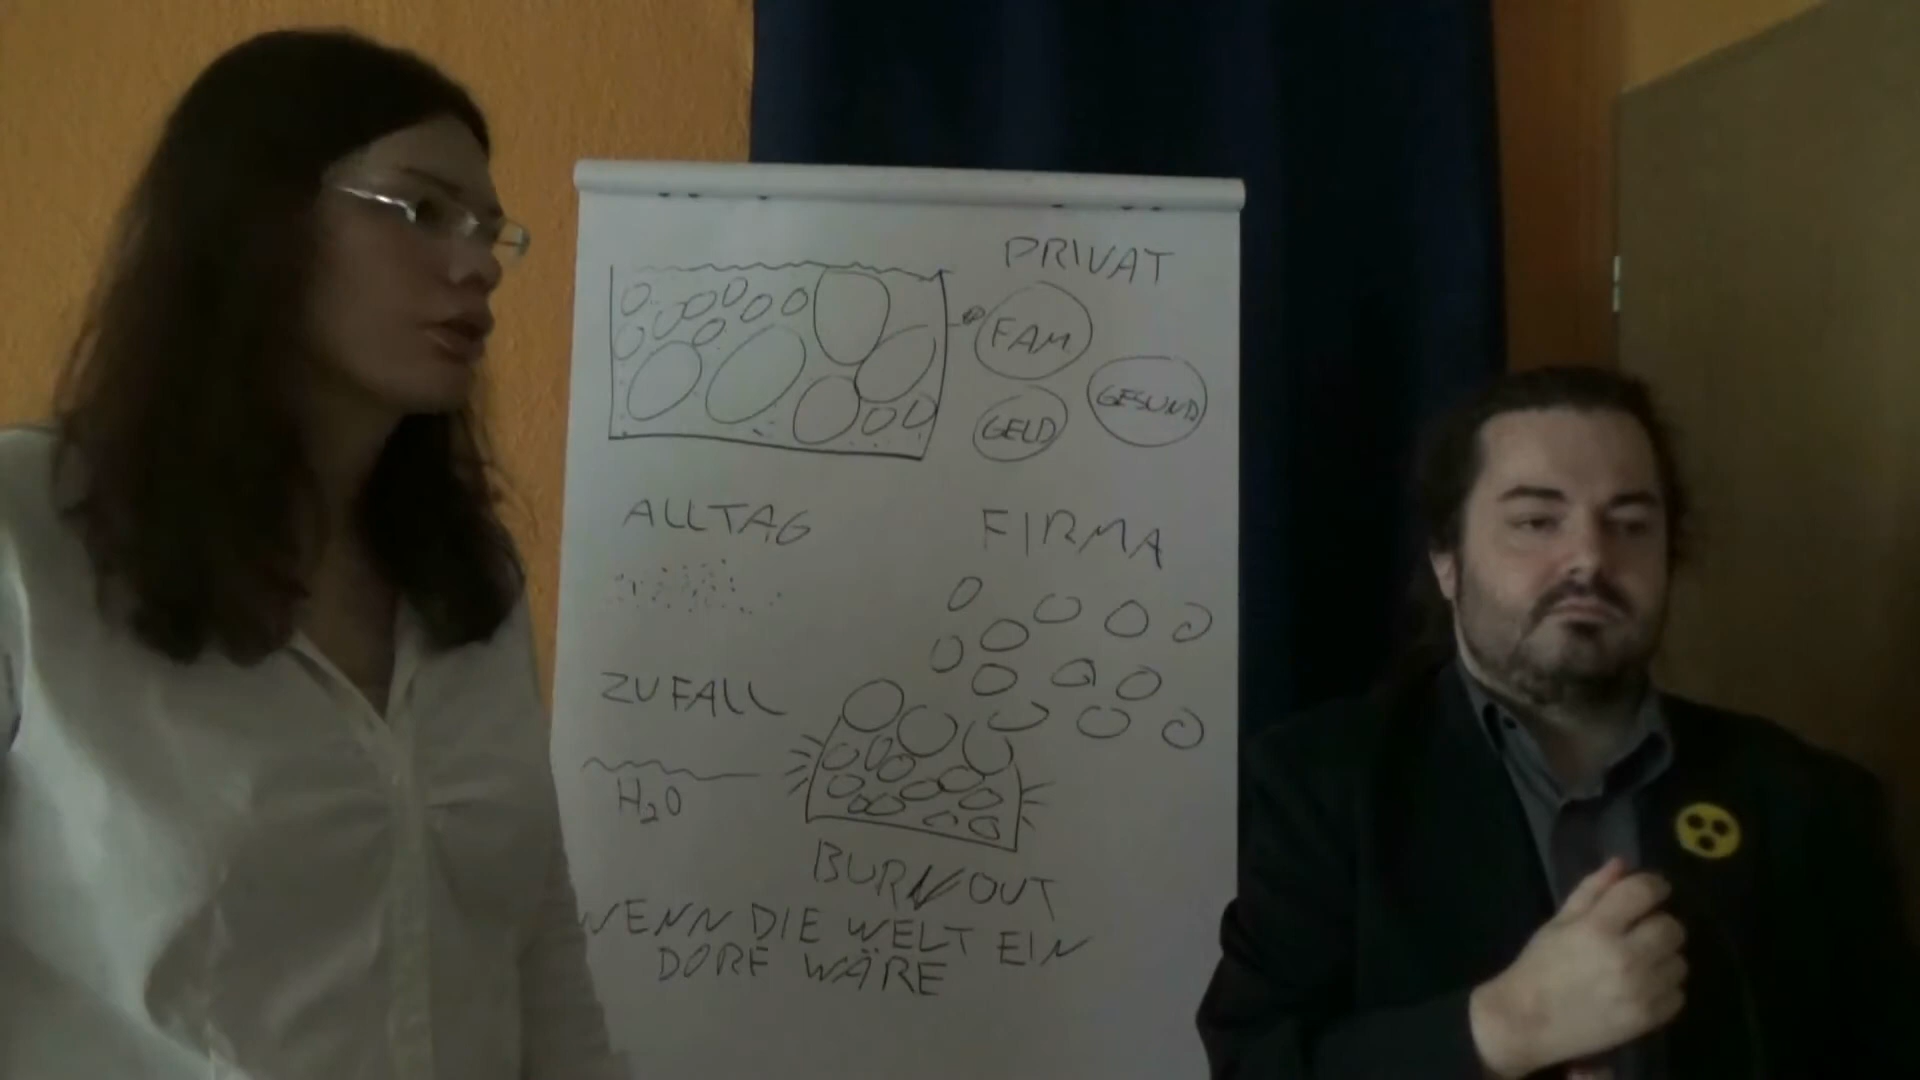 PRIVAT
FAM
GESUND
GELD
ALLTAG
FIRMA
ZUFALL
H₂O
BURNOUT
WENN DIE WELT EIN
DORF WÄRE